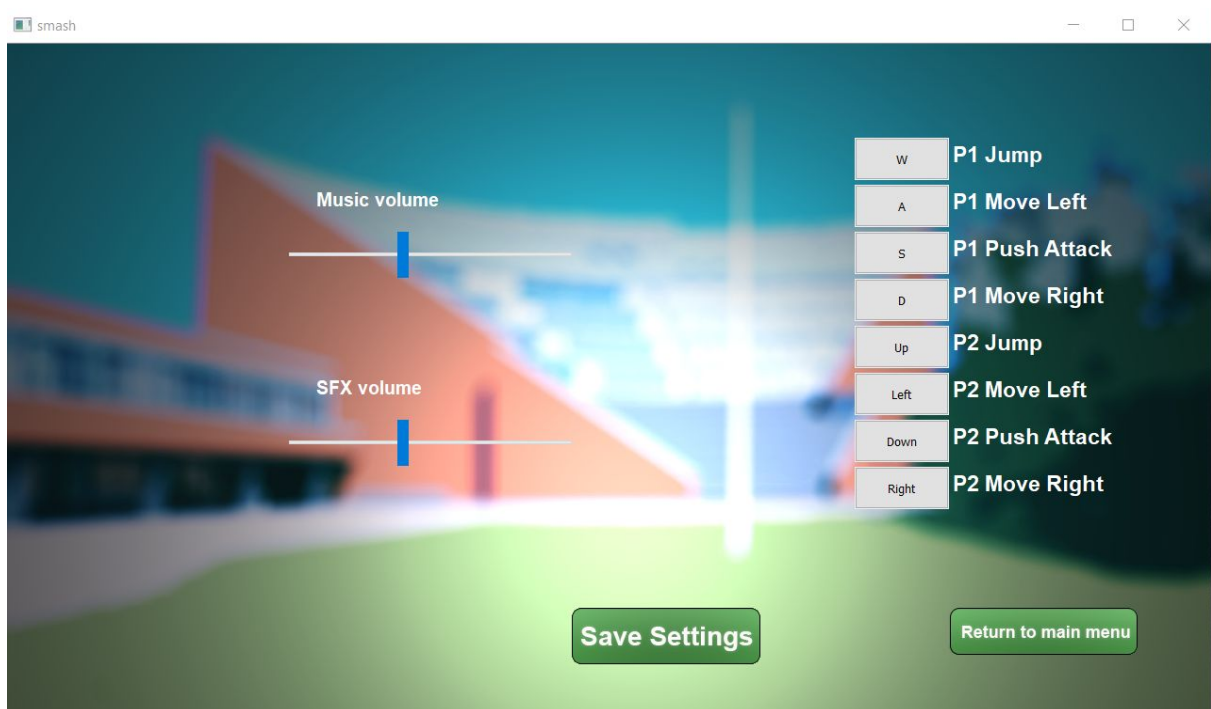 smash
Music volume
SFX volume
W P1 Jump
A P1 Move Left
S P1 Push Attack
D P1 Move Right
Up P2 Jump
Left P2 Move Left
Down P2 Push Attack
Right P2 Move Right
Save Settings
Return to main menu